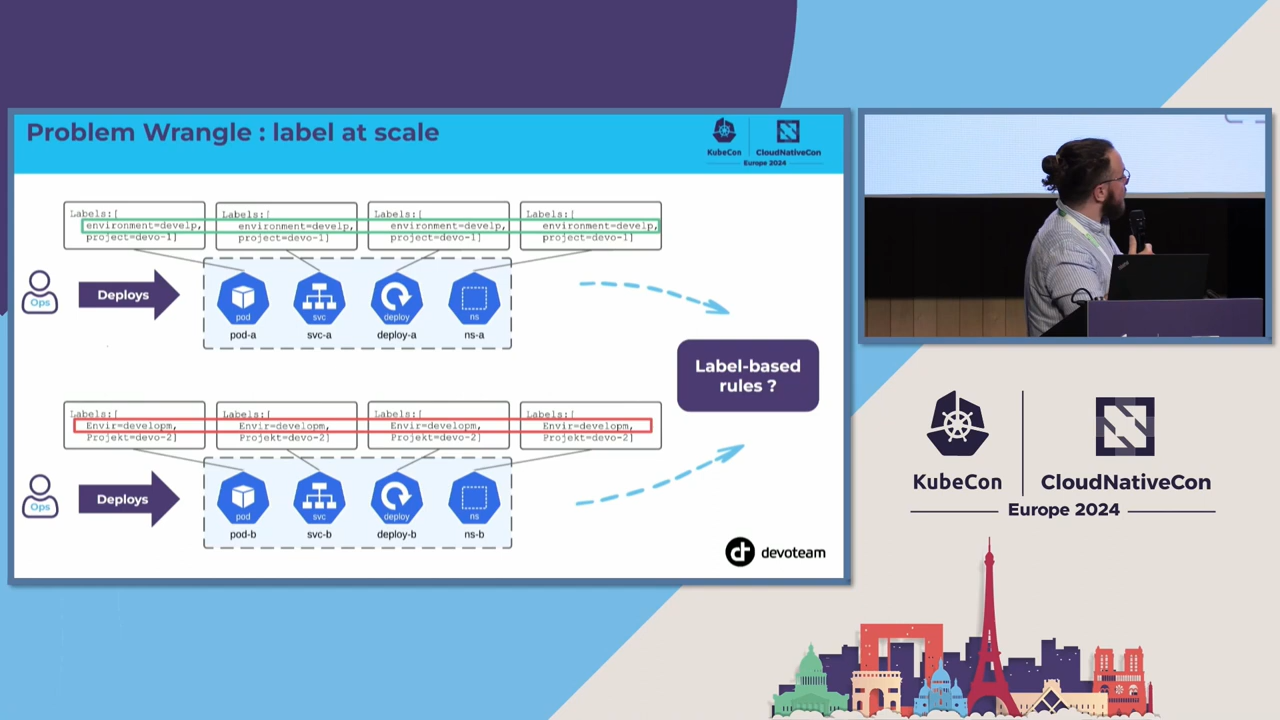 Problem Wrangle : label at scale
KubeCon
CloudNativeCon
Europe 2024
Labels:[
environment=develp,
project=devo-1]
Labels:[
environment=develp,
project=devo-1]
Labels:[
environment=develp,
project=devo-1]
Labels:[
environment=develp,
project=devo-1]
Ops
Deploys
pod
svc
deploy
ns
pod-a
svc-a
deploy-a
ns-a
Label-based
rules ?
Labels:[
Envir=developm,
Projekt=devo-2]
Labels:[
Envir=developm,
Projekt=devo-2]
Labels:[
Envir=developm,
Projekt=devo-2]
Labels:[
Envir=developm,
Projekt=devo-2]
Ops
Deploys
pod
svc
deploy
ns
pod-b
svc-b
deploy-b
ns-b
dt devoteam
KubeCon
CloudNativeCon
Europe 2024